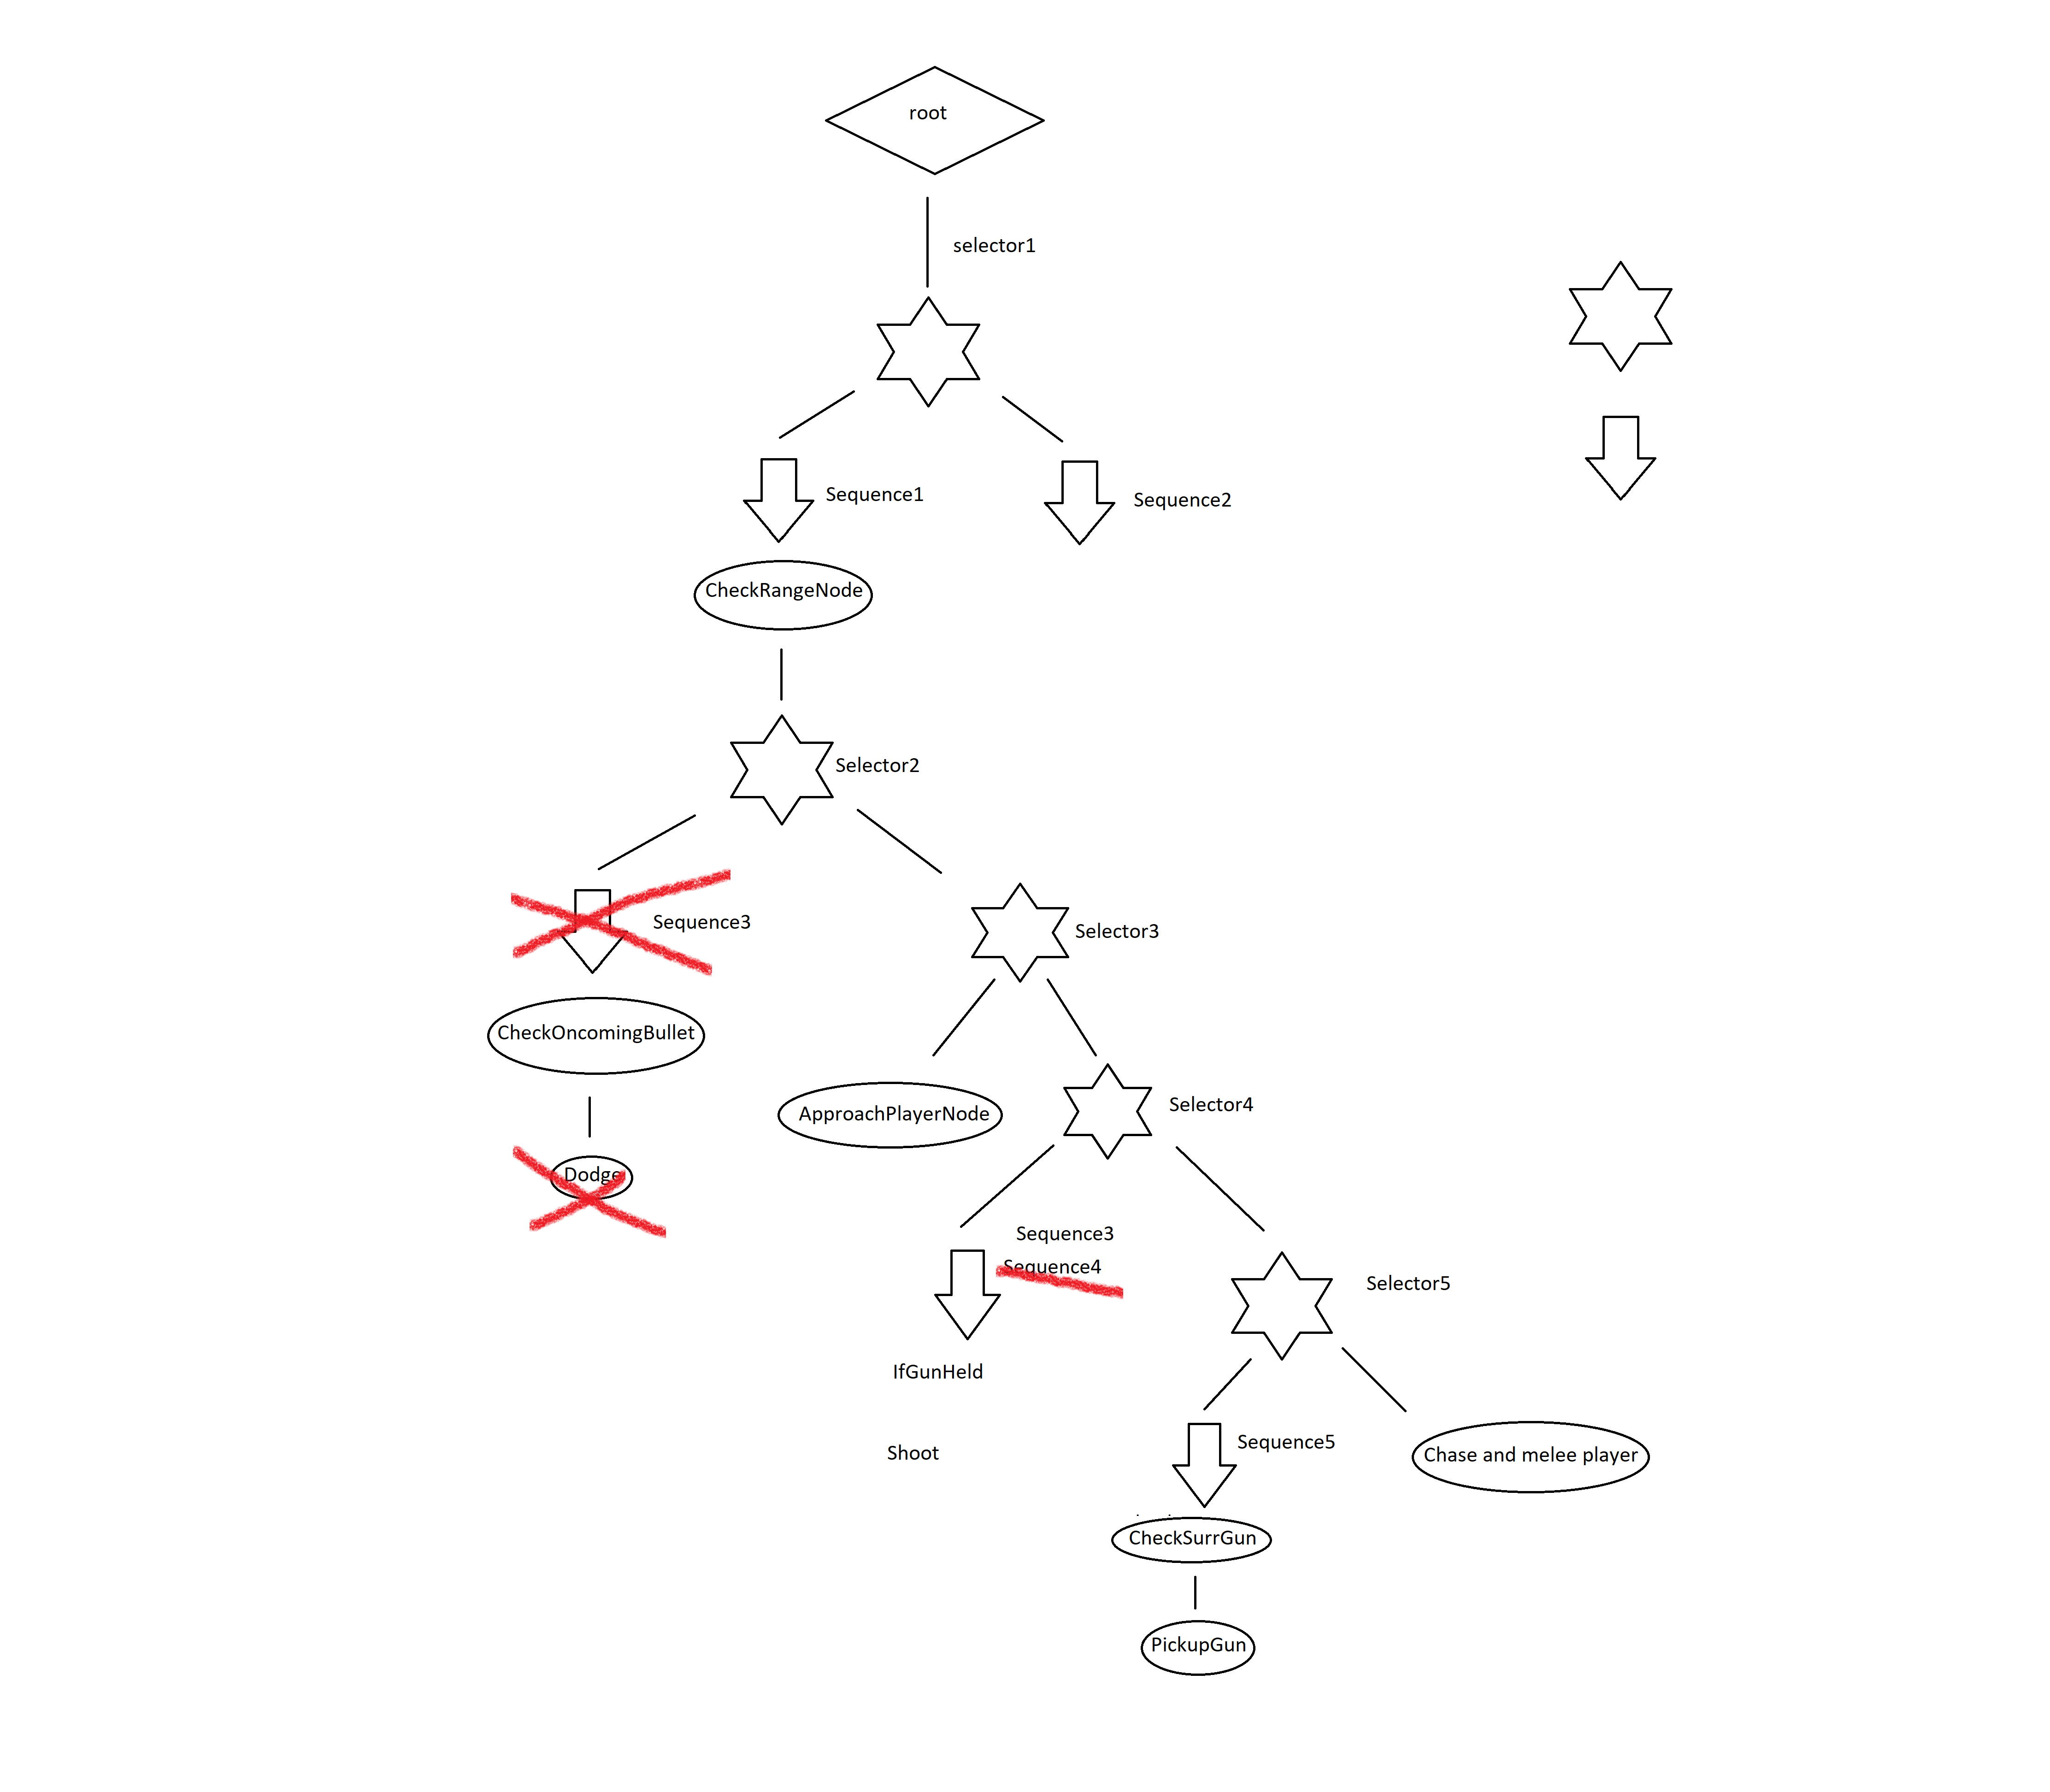 root
selector1
Sequence1
Sequence2
CheckRangeNode
Selector2
Sequence3
Selector3
CheckOncomingBullet
ApproachPlayerNode
Selector4
Dodge
Sequence3
Sequence4
Selector5
IfGunHeld
Shoot
Sequence5
Chase and melee player
CheckSurrGun
PickupGun